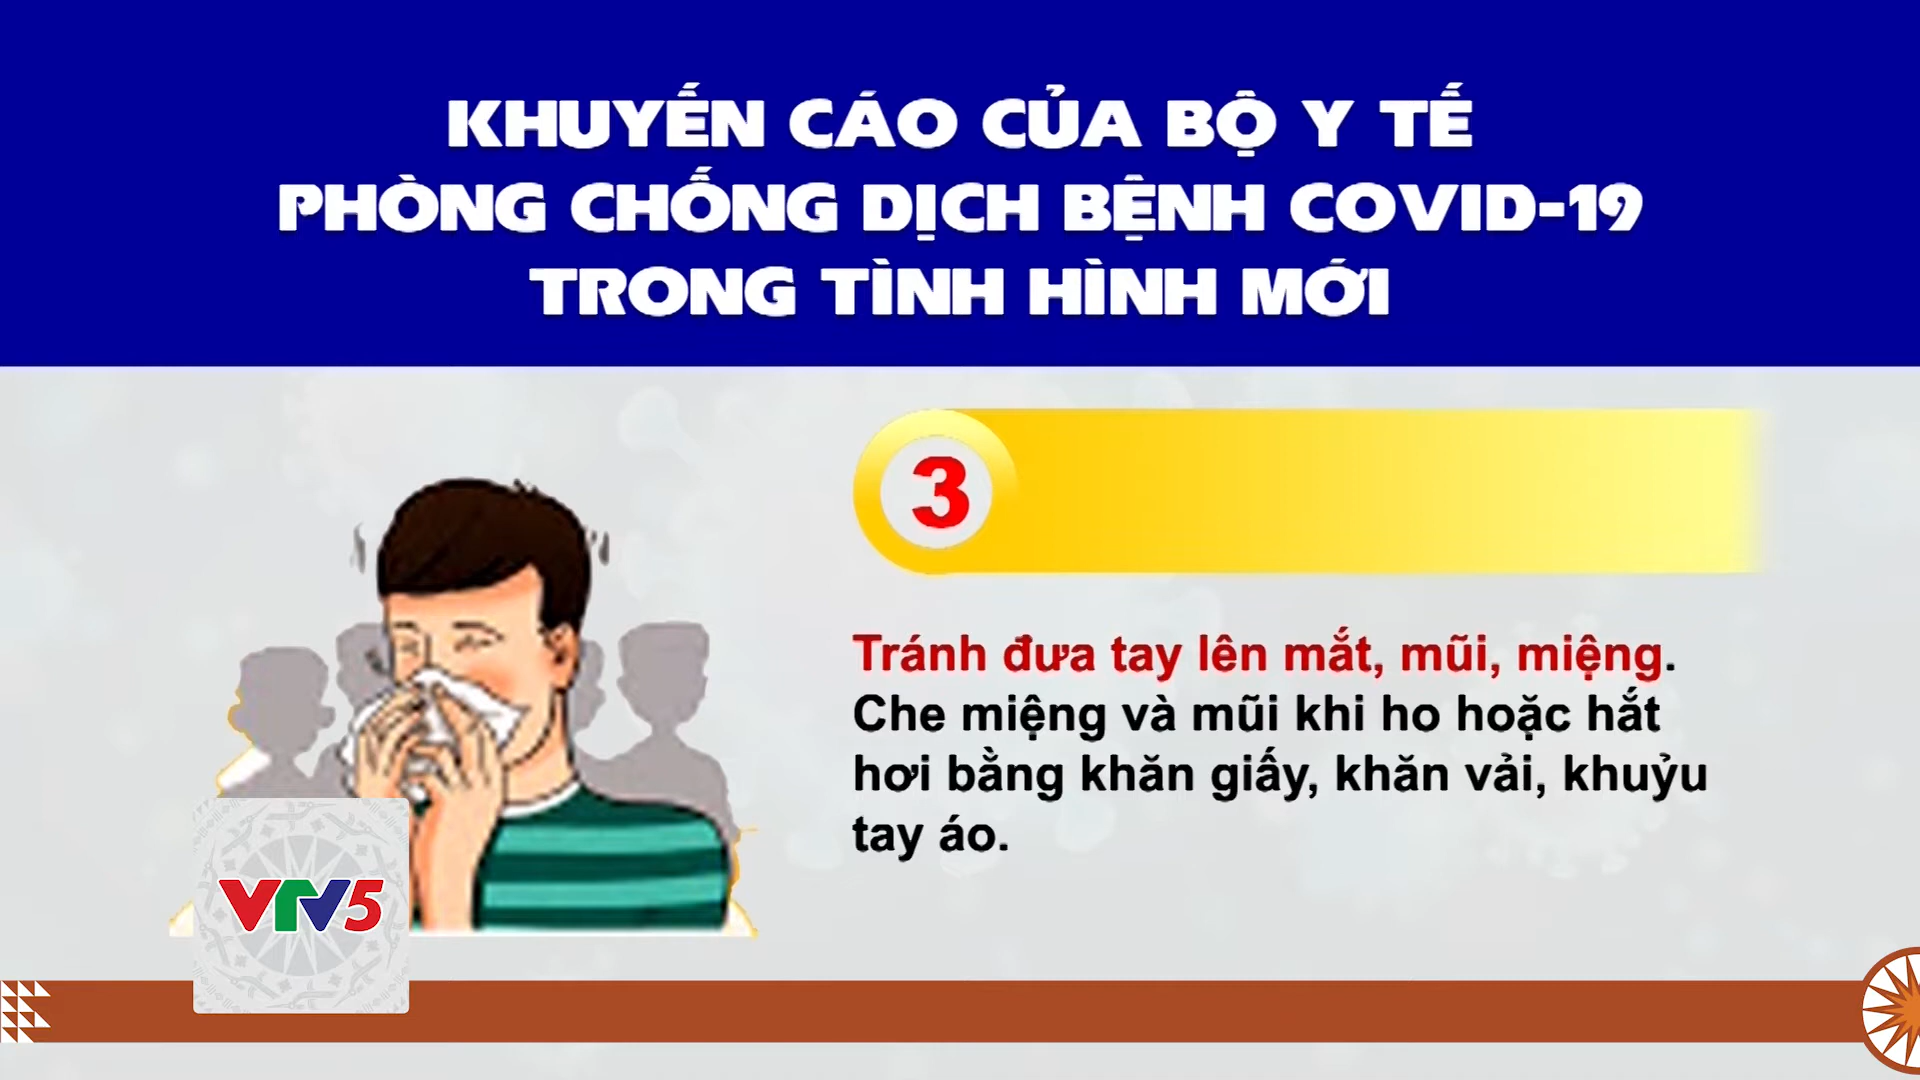 KHUYẾN CÁO CỦA BỘ Y TẾ
PHÒNG CHỐNG DỊCH BỆNH COVID-19
TRONG TÌNH HÌNH MỚI
3
Tránh đưa tay lên mắt, mũi, miệng.
Che miệng và mũi khi ho hoặc hắt
hơi bằng khăn giấy, khăn vải, khuỷu
tay áo.
VTV5